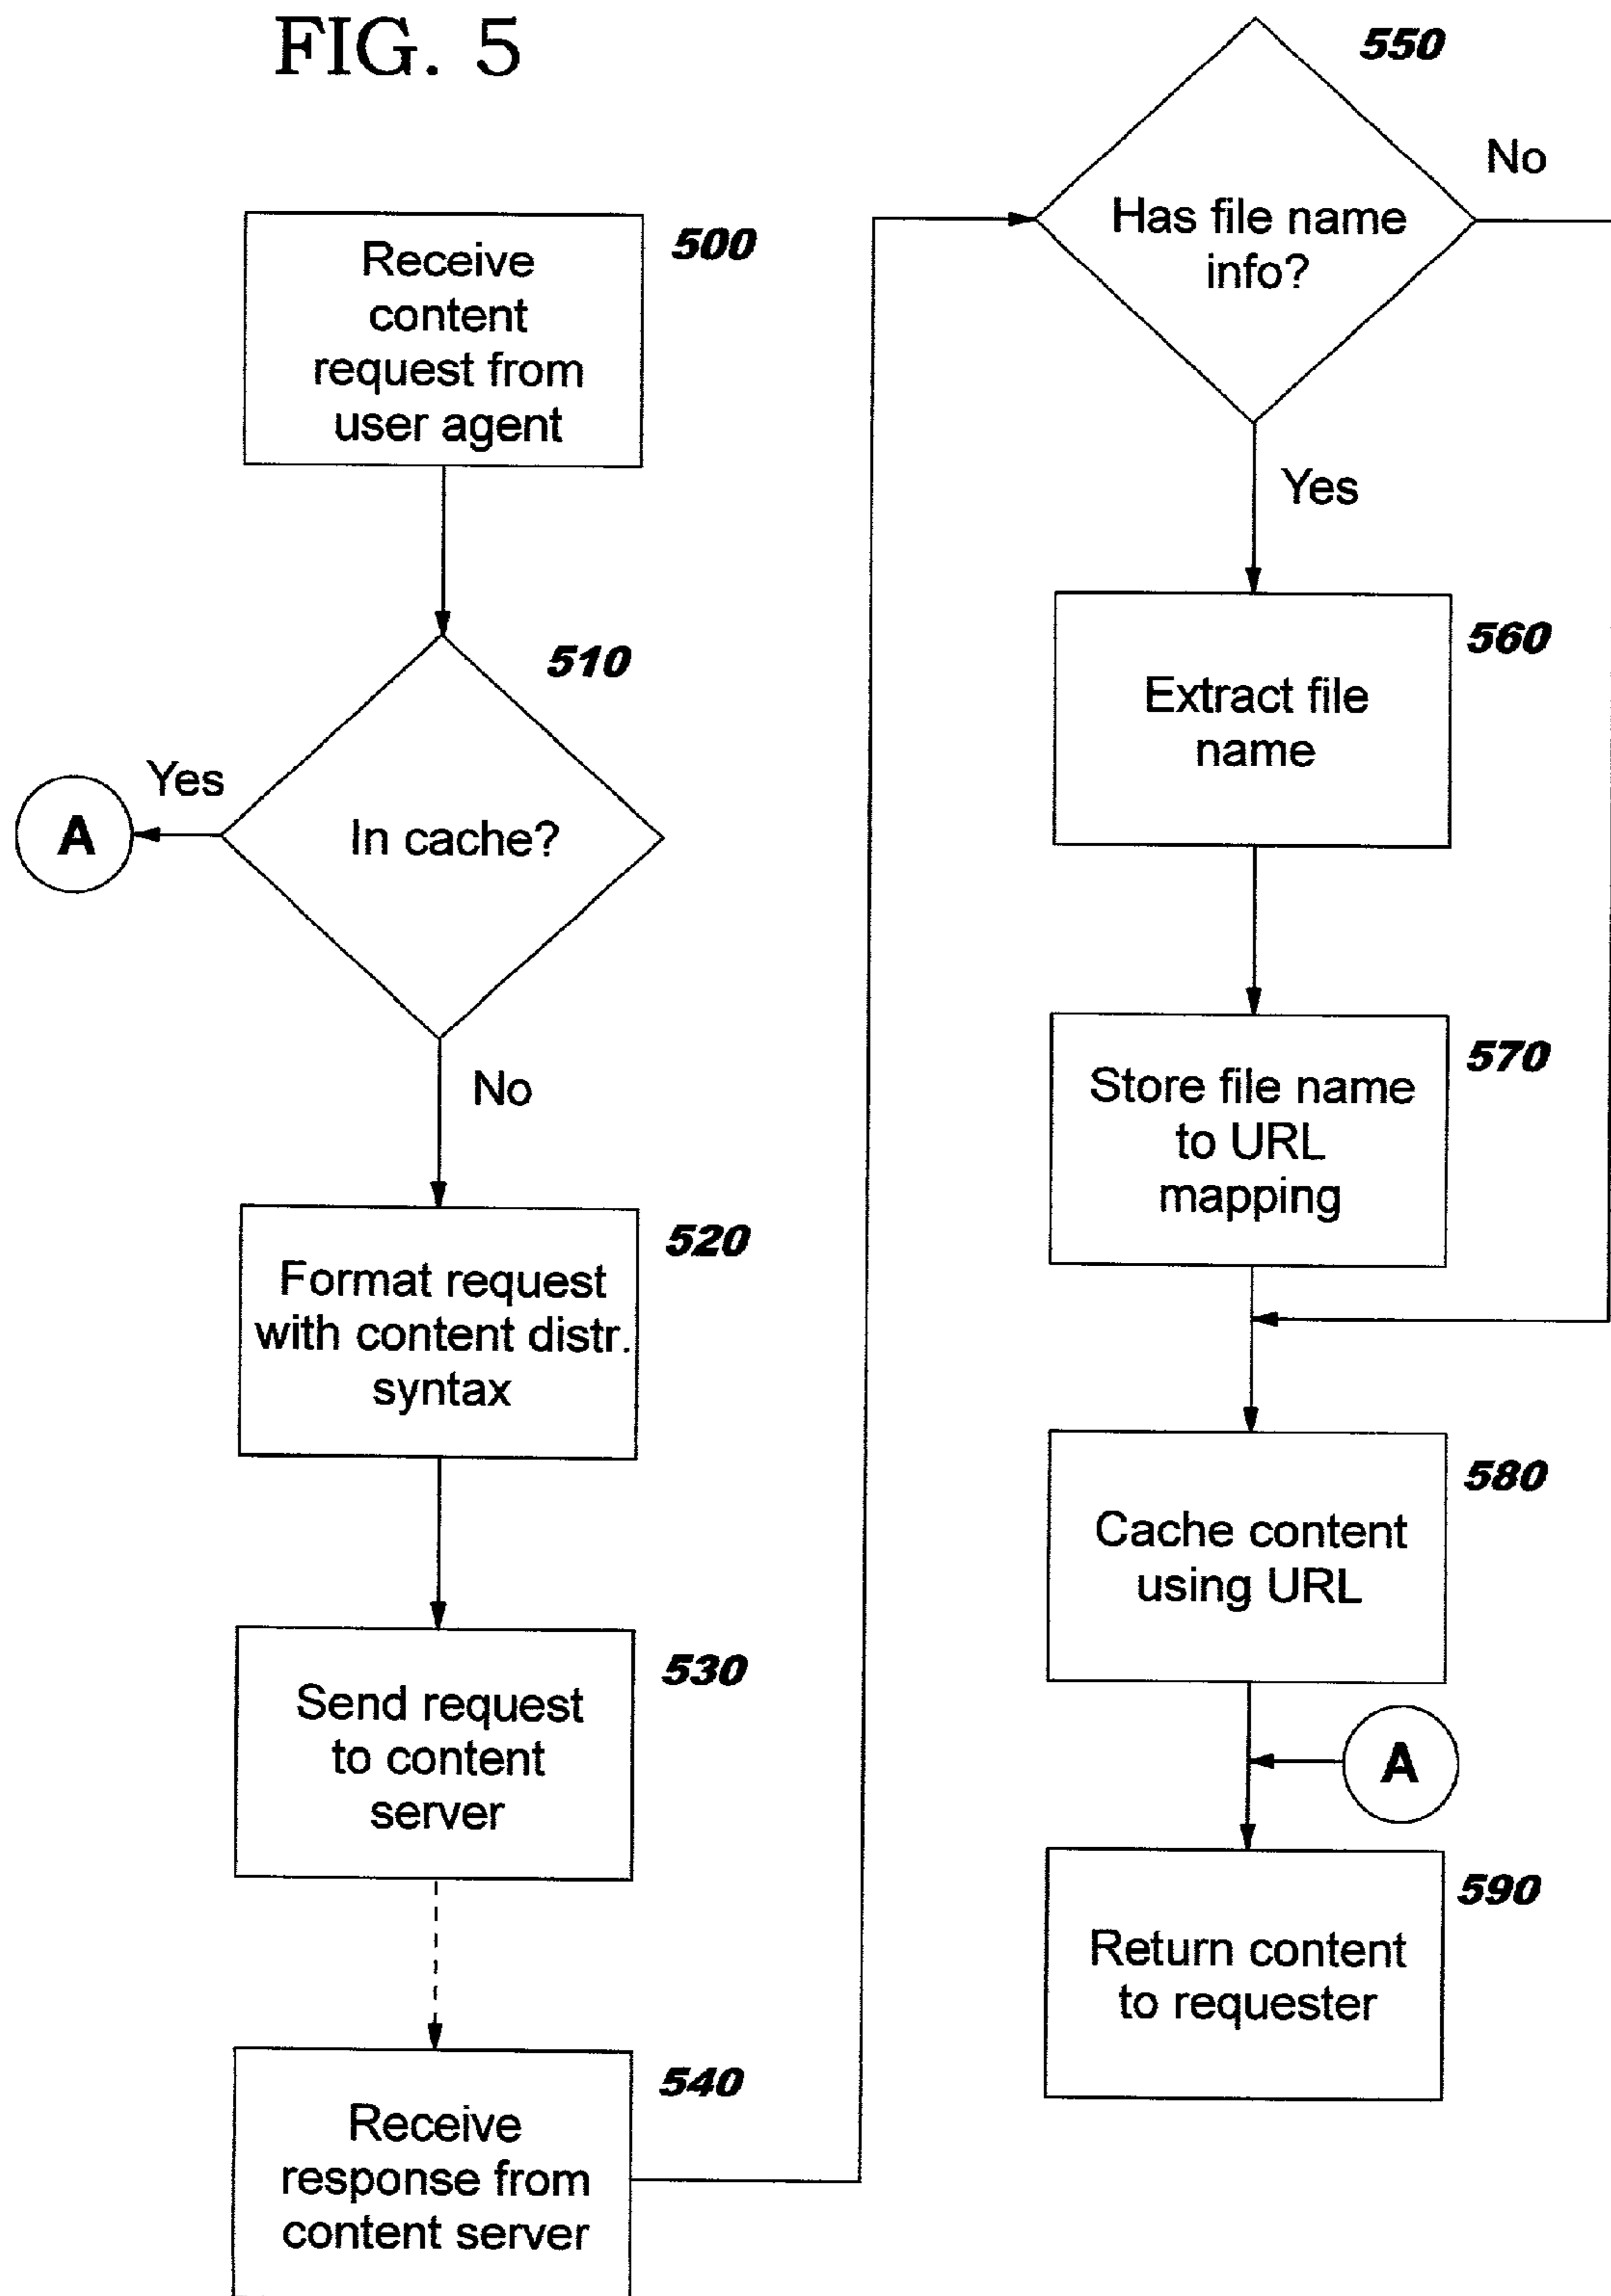 FIG. 5
500
Receive
content
request from
user agent
510
Yes
A
In cache?
No
520
Format request
with content distr.
syntax
530
Send request
to content
server
540
Receive
response from
content server
550
No
Has file name
info?
Yes
560
Extract file
name
570
Store file name
to URL
mapping
580
Cache content
using URL
A
590
Return content
to requester